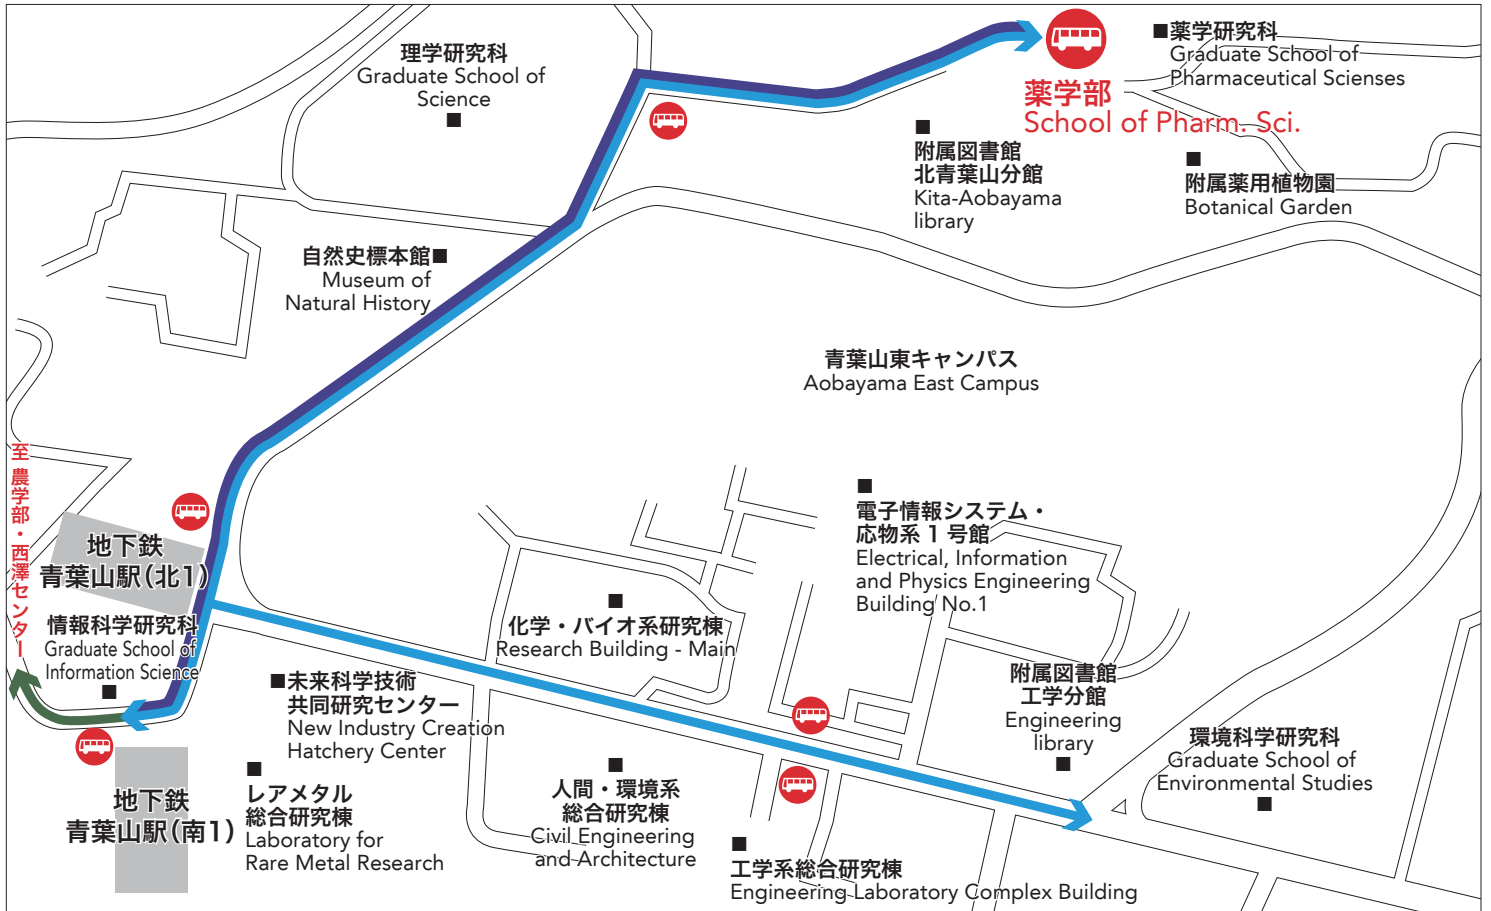 理学研究科
Graduate School of
Science
薬学研究科
Graduate School of
Pharmaceutical Scienses
薬学部
School of Pharm. Sci.
附属図書館
北青葉山分館
Kita-Aobayama
library
附属薬用植物園
Botanical Garden
自然史標本館
Museum of
Natural History
青葉山東キャンパス
Aobayama East Campus
至 農学部・西澤センター
地下鉄
青葉山駅(北1)
情報科学研究科
Graduate School of
Information Science
電子情報システム・
応物系1号館
Electrical, Information
and Physics Engineering
Building No.1
化学・バイオ系研究棟
Research Building - Main
未来科学技術
共同研究センター
New Industry Creation
Hatchery Center
附属図書館
工学分館
Engineering
library
環境科学研究科
Graduate School of
Environmental Studies
地下鉄
青葉山駅(南1)
レアメタル
総合研究棟
Laboratory for
Rare Metal Research
人間・環境系
総合研究棟
Civil Engineering
and Architecture
工学系総合研究棟
Engineering Laboratory Complex Building